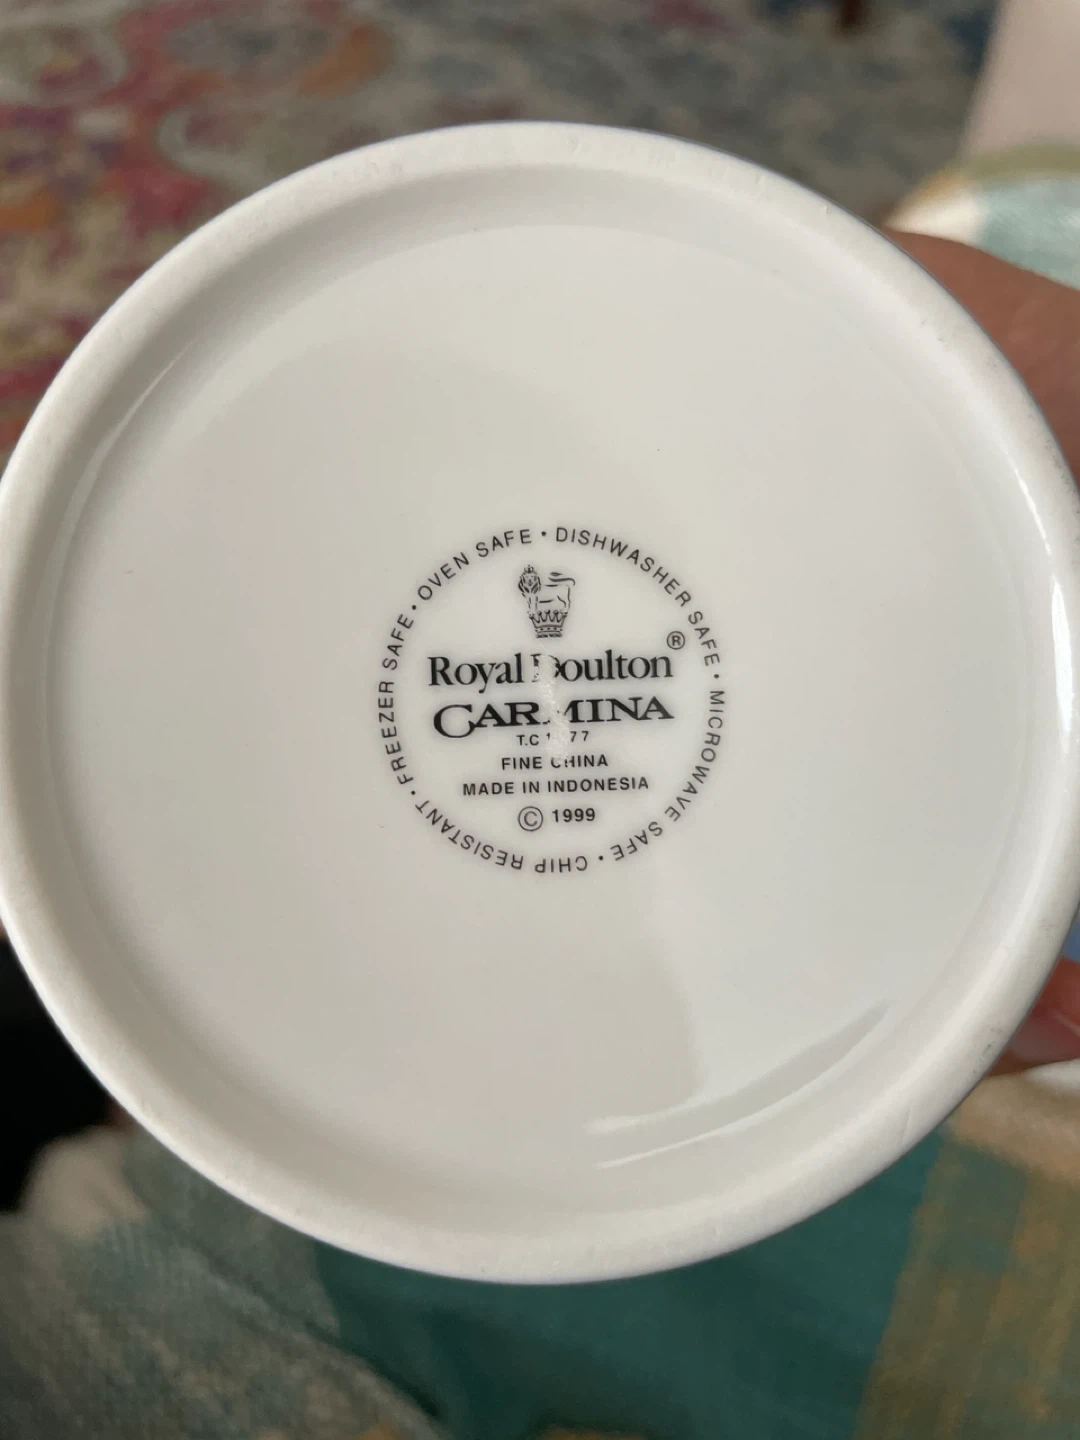 OVEN SAFE • DISHWASHER SAFE • MICROWAVE SAFE • CHIP RESISTANT • FREEZER SAFE •
Royal Doulton®
CARMINA
T.C.
FINE CHINA
MADE IN INDONESIA
© 1999